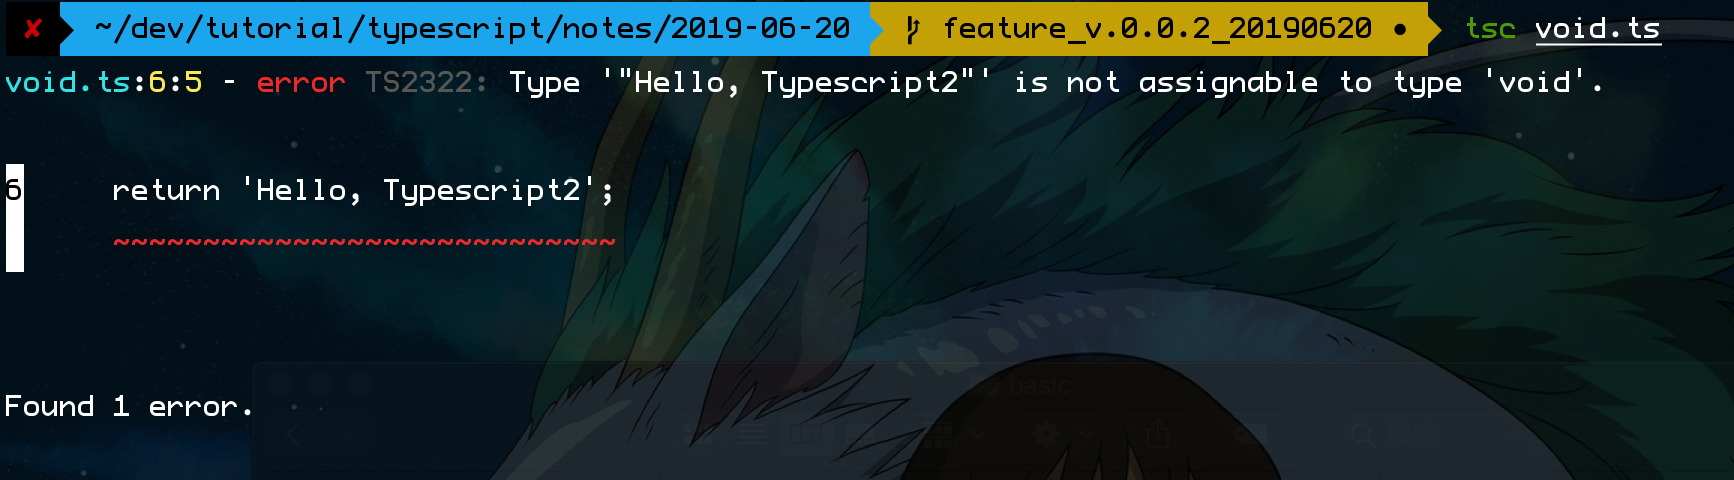 ✘ ~/dev/tutorial/typescript/notes/2019-06-20 feature_v.0.0.2_20190620 ● tsc void.ts
void.ts:6:5 - error TS2322: Type '"Hello, Typescript2"' is not assignable to type 'void'.
6 return 'Hello, Typescript2';
~~~~~~~~~~~~~~~~~~~~~~~~~~~~
basic
Found 1 error.